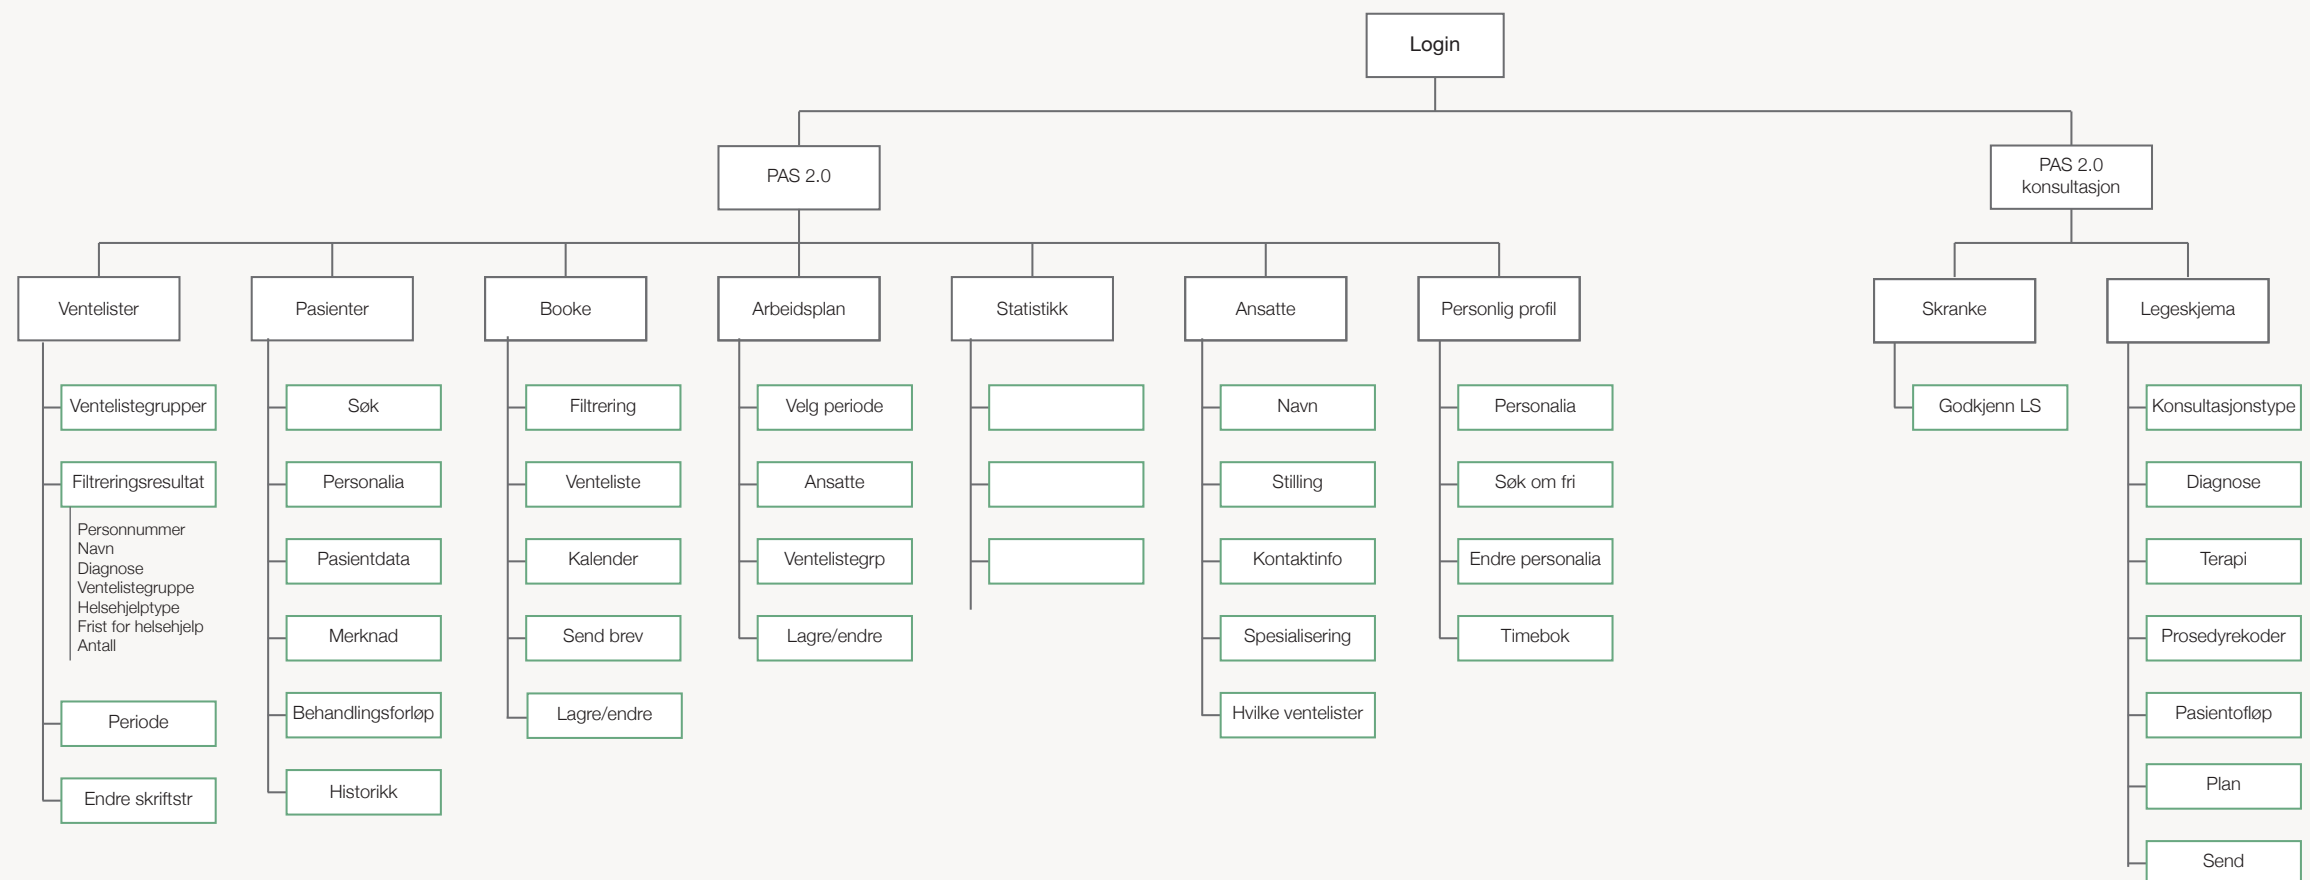 Login
PAS 2.0
PAS 2.0
konsultasjon
Ventelister
Pasienter
Booke
Arbeidsplan
Statistikk
Ansatte
Personlig profil
Skranke
Legeskjema
Ventelistegrupper
Filtreringsresultat
Personnummer
Navn
Diagnose
Ventelistegruppe
Helsehjelptype
Frist for helsehjelp
Antall
Periode
Endre skriftstr
Søk
Personalia
Pasientdata
Merknad
Behandlingsforløp
Historikk
Filtrering
Venteliste
Kalender
Send brev
Lagre/endre
Velg periode
Ansatte
Ventelistegrp
Lagre/endre
Navn
Stilling
Kontaktinfo
Spesialisering
Hvilke ventelister
Personalia
Søk om fri
Endre personalia
Timebok
Godkjenn LS
Konsultasjonstype
Diagnose
Terapi
Prosedyrekoder
Pasientofløp
Plan
Send